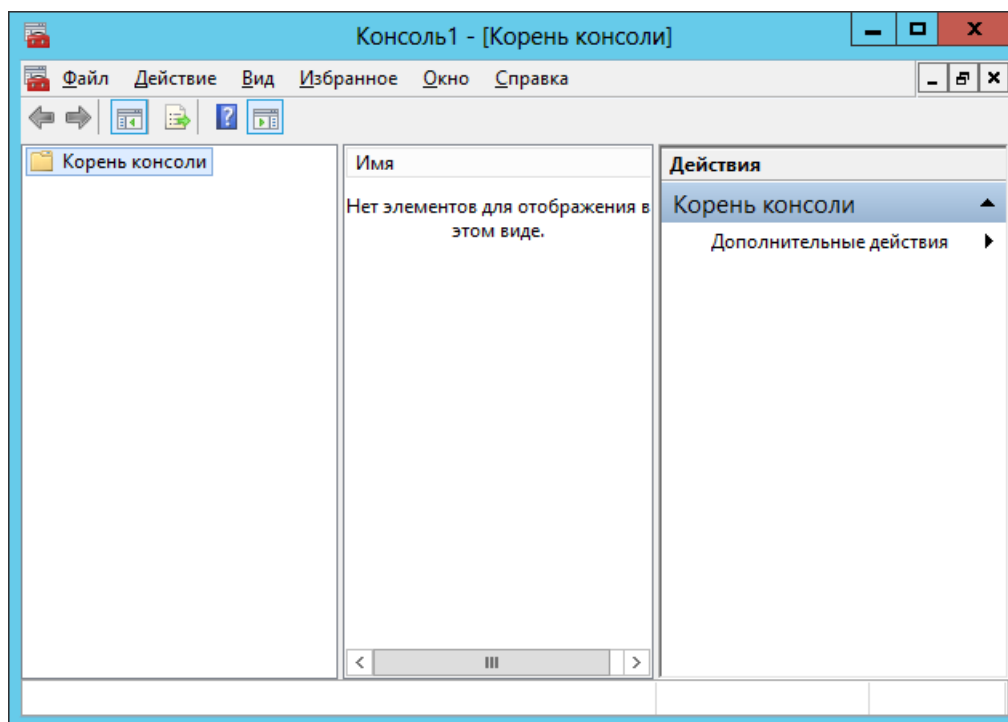 Консоль1 - [Корень консоли]
Файл Действие Вид Избранное Окно Справка
Корень консоли
Имя
Нет элементов для отображения в
этом виде.
Действия
Корень консоли
Дополнительные действия